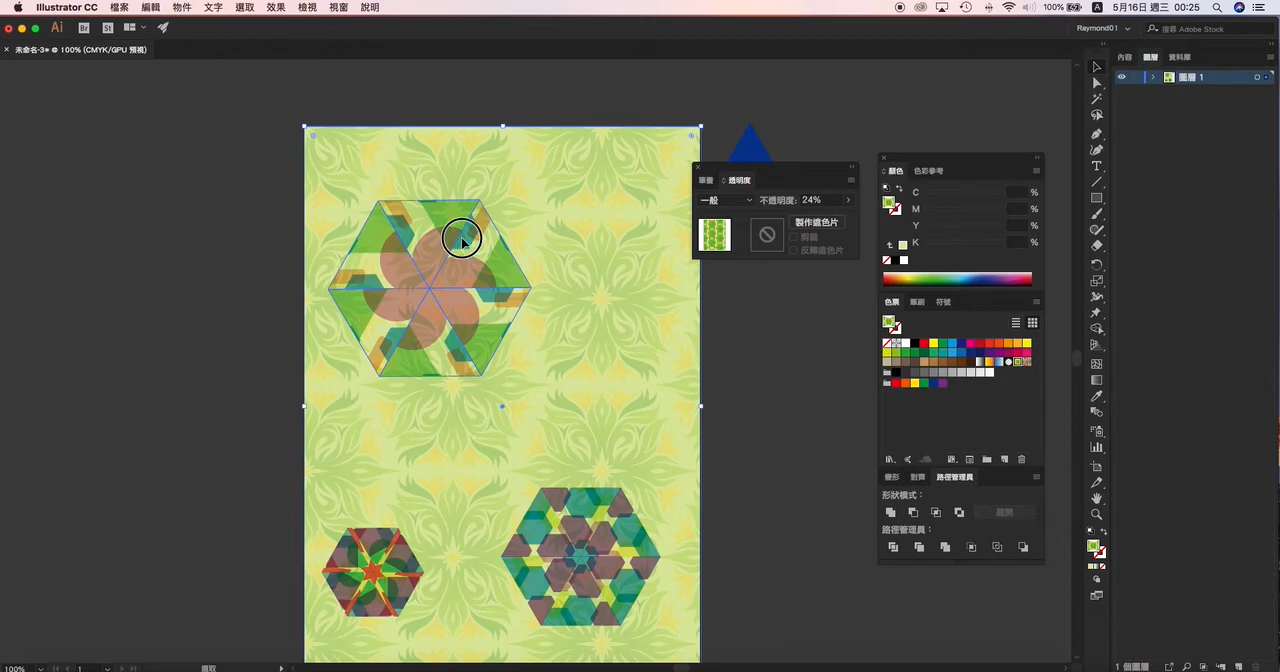 Illustrator CC 檔案 編輯 物件 文字 選取 效果 檢視 視窗 說明
100% A 5月16日 週三 00:25
Ai Br St
Raymond01 搜尋 Adobe Stock
× 未命名-3* @ 100% (CMYK/GPU 預視)
內容 圖層 資料庫
圖層 1
筆畫 透明度
一般 不透明度: 24%
製作遮色片
剪裁
反轉遮色片
顏色 色彩參考
C %
M %
Y %
K %
色票 筆刷 符號
變形 對齊 路徑管理員
形狀模式:
展開
路徑管理員:
100% 1 選取
1 個圖層